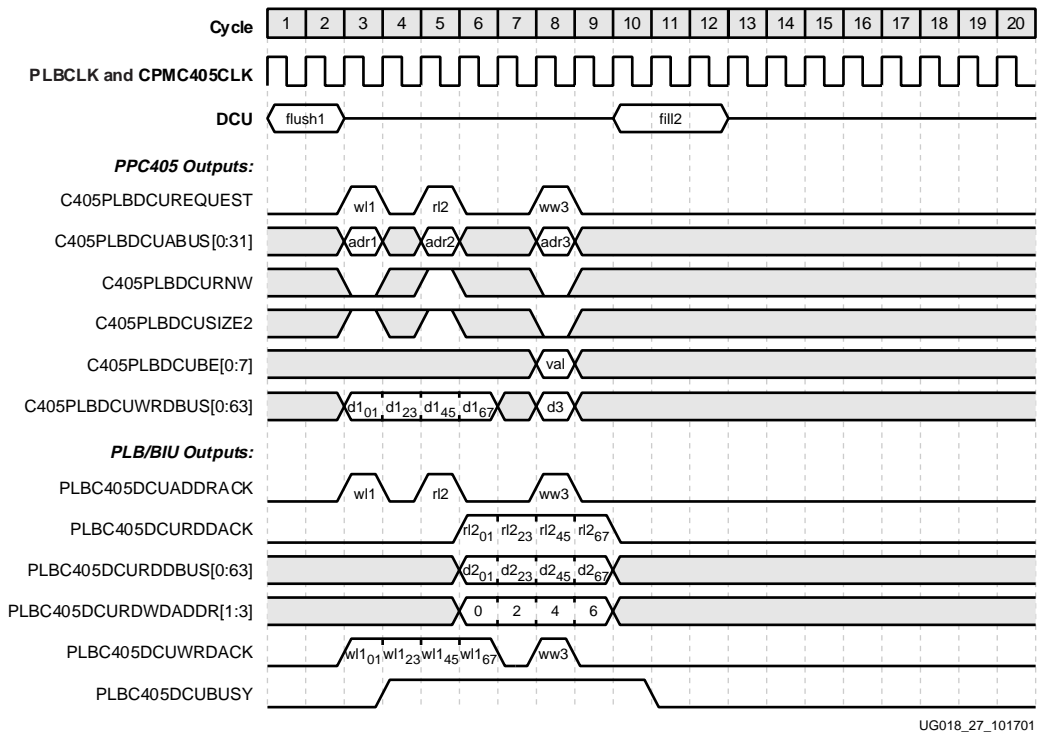 Cycle 1 2 3 4 5 6 7 8 9 10 11 12 13 14 15 16 17 18 19 20
PLBCLK and CPMC405CLK
DCU flush1 fill2
PPC405 Outputs:
C405PLBDCUREQUEST wl1 rl2 ww3
C405PLBDCUABUS[0:31] adr1 adr2 adr3
C405PLBDCURNW
C405PLBDCUSIZE2
C405PLBDCUBE[0:7] val
C405PLBDCUWRDBUS[0:63] d101 d123 d145 d167 d3
PLB/BIU Outputs:
PLBC405DCUADDRACK wl1 rl2 ww3
PLBC405DCURDDACK rl201 rl223 rl245 rl267
PLBC405DCURDDBUS[0:63] d201 d223 d245 d267
PLBC405DCURDWDADDR[1:3] 0 2 4 6
PLBC405DCUWRDACK wl101 wl123 wl145 wl167 ww3
PLBC405DCUBUSY
UG018_27_101701